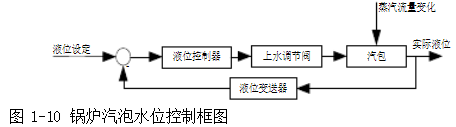 蒸汽流量变化
液位设定
液位控制器
上水调节阀
汽包
实际液位
液位变送器
图 1-10 锅炉汽泡水位控制框图